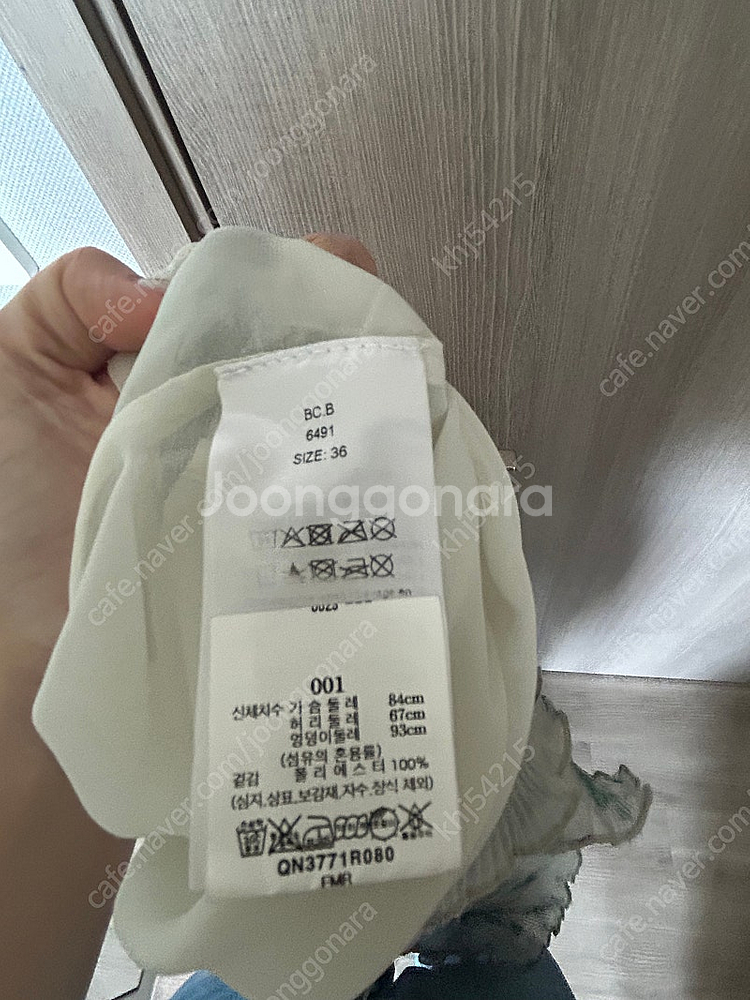 BC.B
6491
SIZE: 36
Joonggonara
001
신체치수 가 슴 둘 레 84cm
허 리 둘 레 67cm
엉덩이둘레 93cm
(섬유의 혼용률)
겉감 폴 리 에 스 터 100%
(심지,상표,보강재,자수,장식 제외)
QN3771R080
cafe.naver.com/joonggonara
khj54215